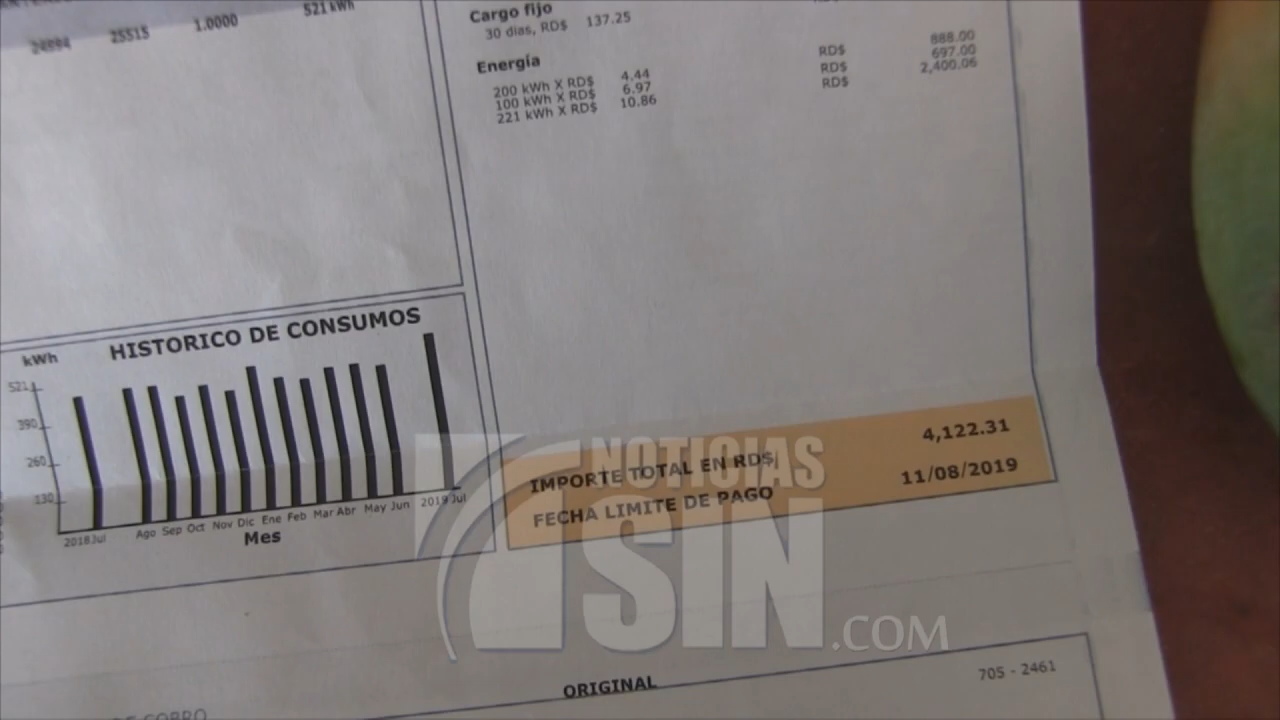 24994 25515 1.0000 521 kWh
Cargo fijo
30 dias, RD$ 137.25
Energía
200 kWh X RD$ 4.44 RD$ 888.00
100 kWh X RD$ 6.97 RD$ 697.00
221 kWh X RD$ 10.86 RD$ 2,400.06
HISTORICO DE CONSUMOS
kWh
521
390
260
130
2018 Jul Ago Sep Oct Nov Dic Ene Feb Mar Abr May Jun 2019 Jul
Mes
IMPORTE TOTAL EN RD$ 4,122.31
FECHA LIMITE DE PAGO 11/08/2019
NOTICIAS
SIN
.COM
ORIGINAL
705 - 2461
DE COBRO